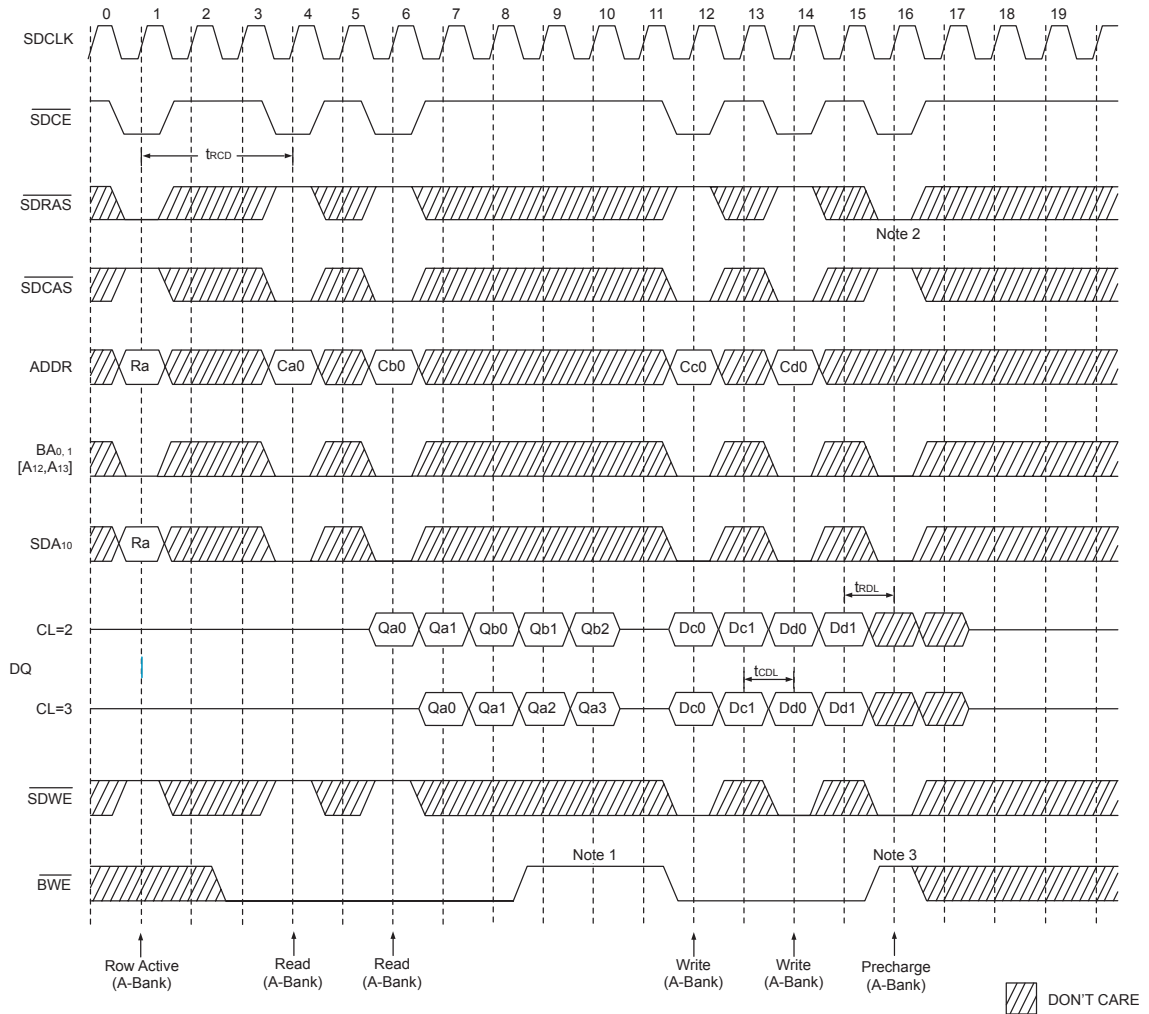 0 1 2 3 4 5 6 7 8 9 10 11 12 13 14 15 16 17 18 19
SDCLK
SDCE
tRCD
SDRAS
Note 2
SDCAS
ADDR Ra Ca0 Cb0 Cc0 Cd0
BA0, 1
[A12,A13]
SDA10 Ra
tRDL
CL=2 Qa0 Qa1 Qb0 Qb1 Qb2 Dc0 Dc1 Dd0 Dd1
DQ
tCDL
CL=3 Qa0 Qa1 Qa2 Qa3 Dc0 Dc1 Dd0 Dd1
SDWE
Note 1 Note 3
BWE
Row Active Read Read Write Write Precharge
(A-Bank) (A-Bank) (A-Bank) (A-Bank) (A-Bank) (A-Bank)
DON'T CARE